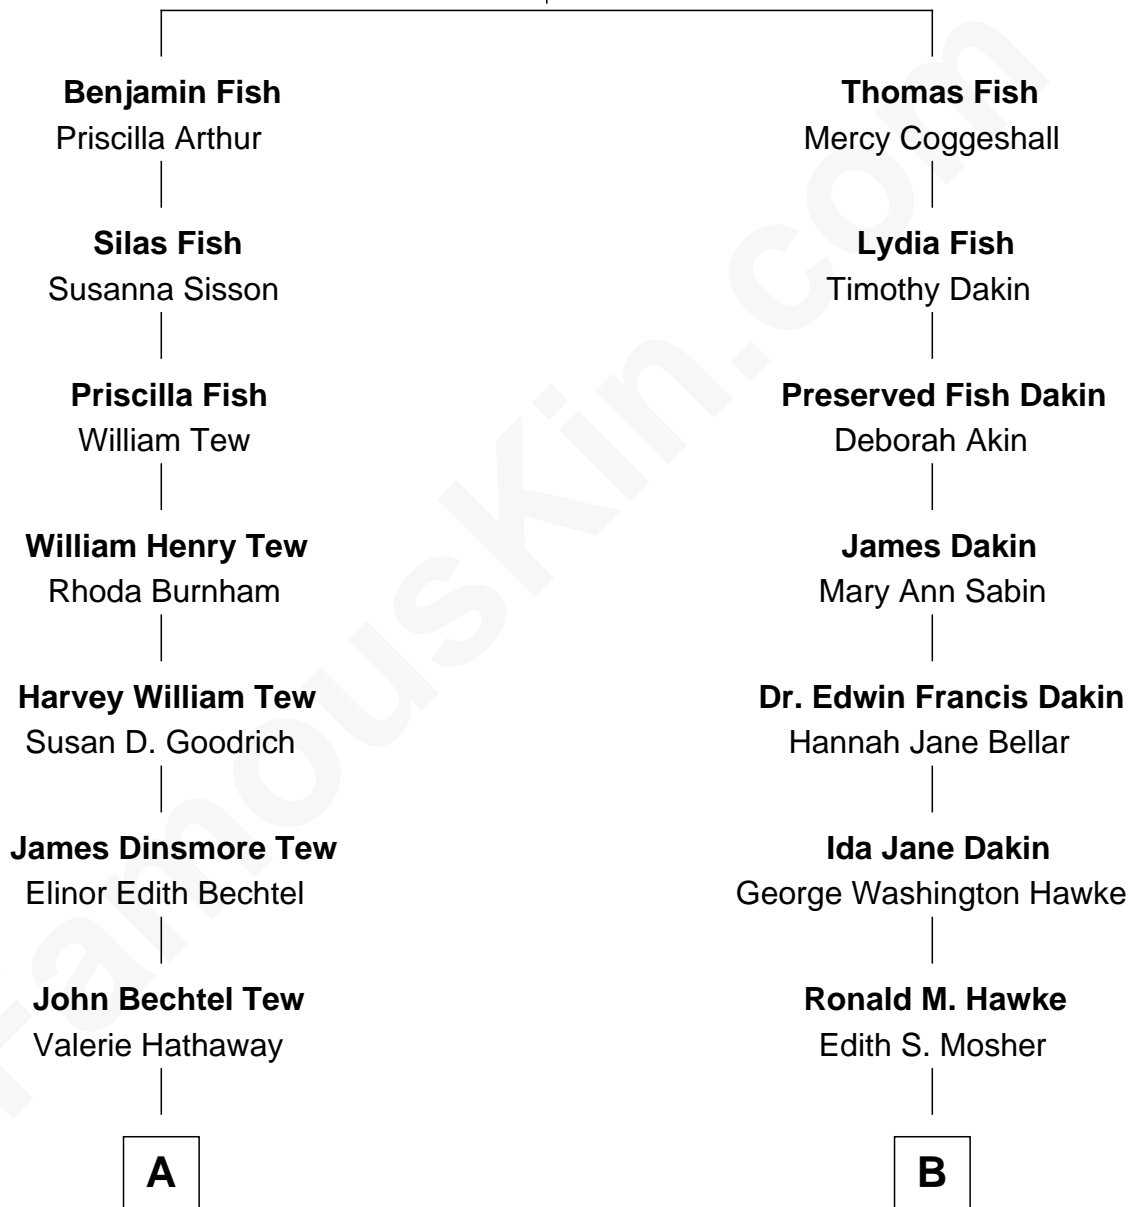 Benjamin Fish
Priscilla Arthur
Silas Fish
Susanna Sisson
Priscilla Fish
William Tew
William Henry Tew
Rhoda Burnham
Harvey William Tew
Susan D. Goodrich
James Dinsmore Tew
Elinor Edith Bechtel
John Bechtel Tew
Valerie Hathaway
A
Thomas Fish
Mercy Coggeshall
Lydia Fish
Timothy Dakin
Preserved Fish Dakin
Deborah Akin
James Dakin
Mary Ann Sabin
Dr. Edwin Francis Dakin
Hannah Jane Bellar
Ida Jane Dakin
George Washington Hawke
Ronald M. Hawke
Edith S. Mosher
B
FamousKin.com